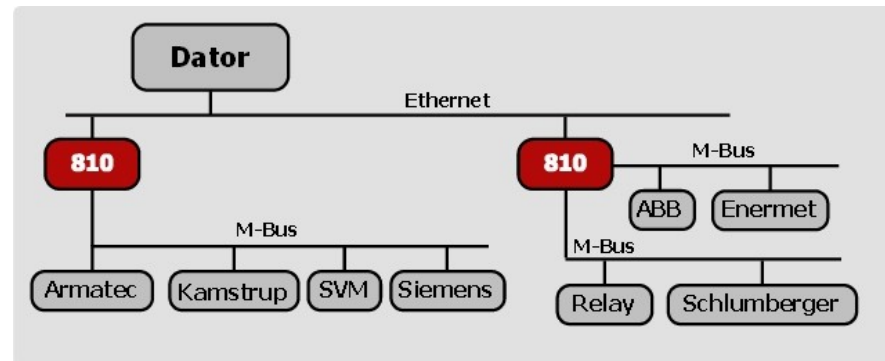 Dator
Ethernet
810
810
M-Bus
ABB
Enermet
M-Bus
M-Bus
Armatec
Kamstrup
SVM
Siemens
Relay
Schlumberger